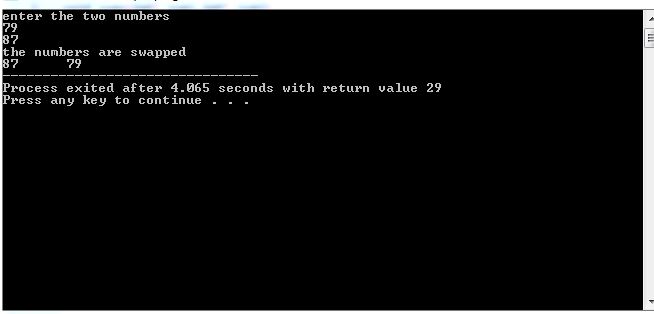 enter the two numbers
79
87
the numbers are swapped
87      79
--------------------------------
Process exited after 4.065 seconds with return value 29
Press any key to continue . . .